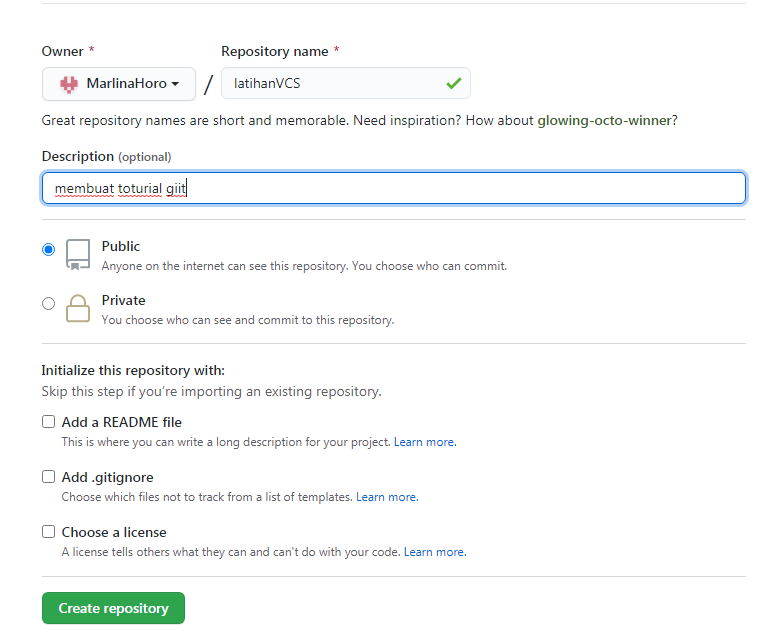 Owner * Repository name *
MarlinaHoro / latihanVCS
Great repository names are short and memorable. Need inspiration? How about glowing-octo-winner?
Description (optional)
membuat toturial giit
Public
Anyone on the internet can see this repository. You choose who can commit.
Private
You choose who can see and commit to this repository.
Initialize this repository with:
Skip this step if you're importing an existing repository.
Add a README file
This is where you can write a long description for your project. Learn more.
Add .gitignore
Choose which files not to track from a list of templates. Learn more.
Choose a license
A license tells others what they can and can't do with your code. Learn more.
Create repository